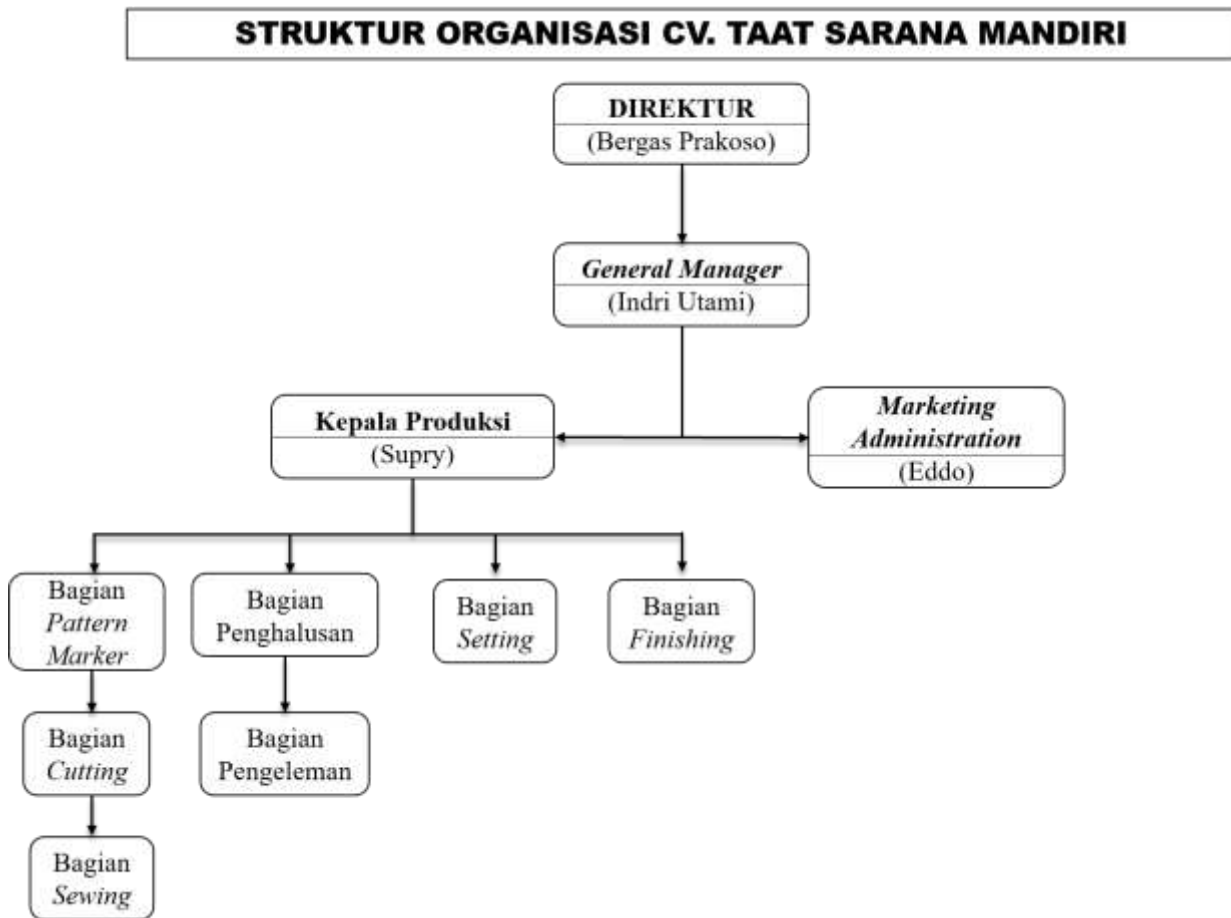 STRUKTUR ORGANISASI CV. TAAT SARANA MANDIRI
DIREKTUR
(Bergas Prakoso)
General Manager
(Indri Utami)
Kepala Produksi
(Supry)
Marketing
Administration
(Eddo)
Bagian
Pattern
Marker
Bagian
Penghalusan
Bagian
Setting
Bagian
Finishing
Bagian
Cutting
Bagian
Pengeleman
Bagian
Sewing